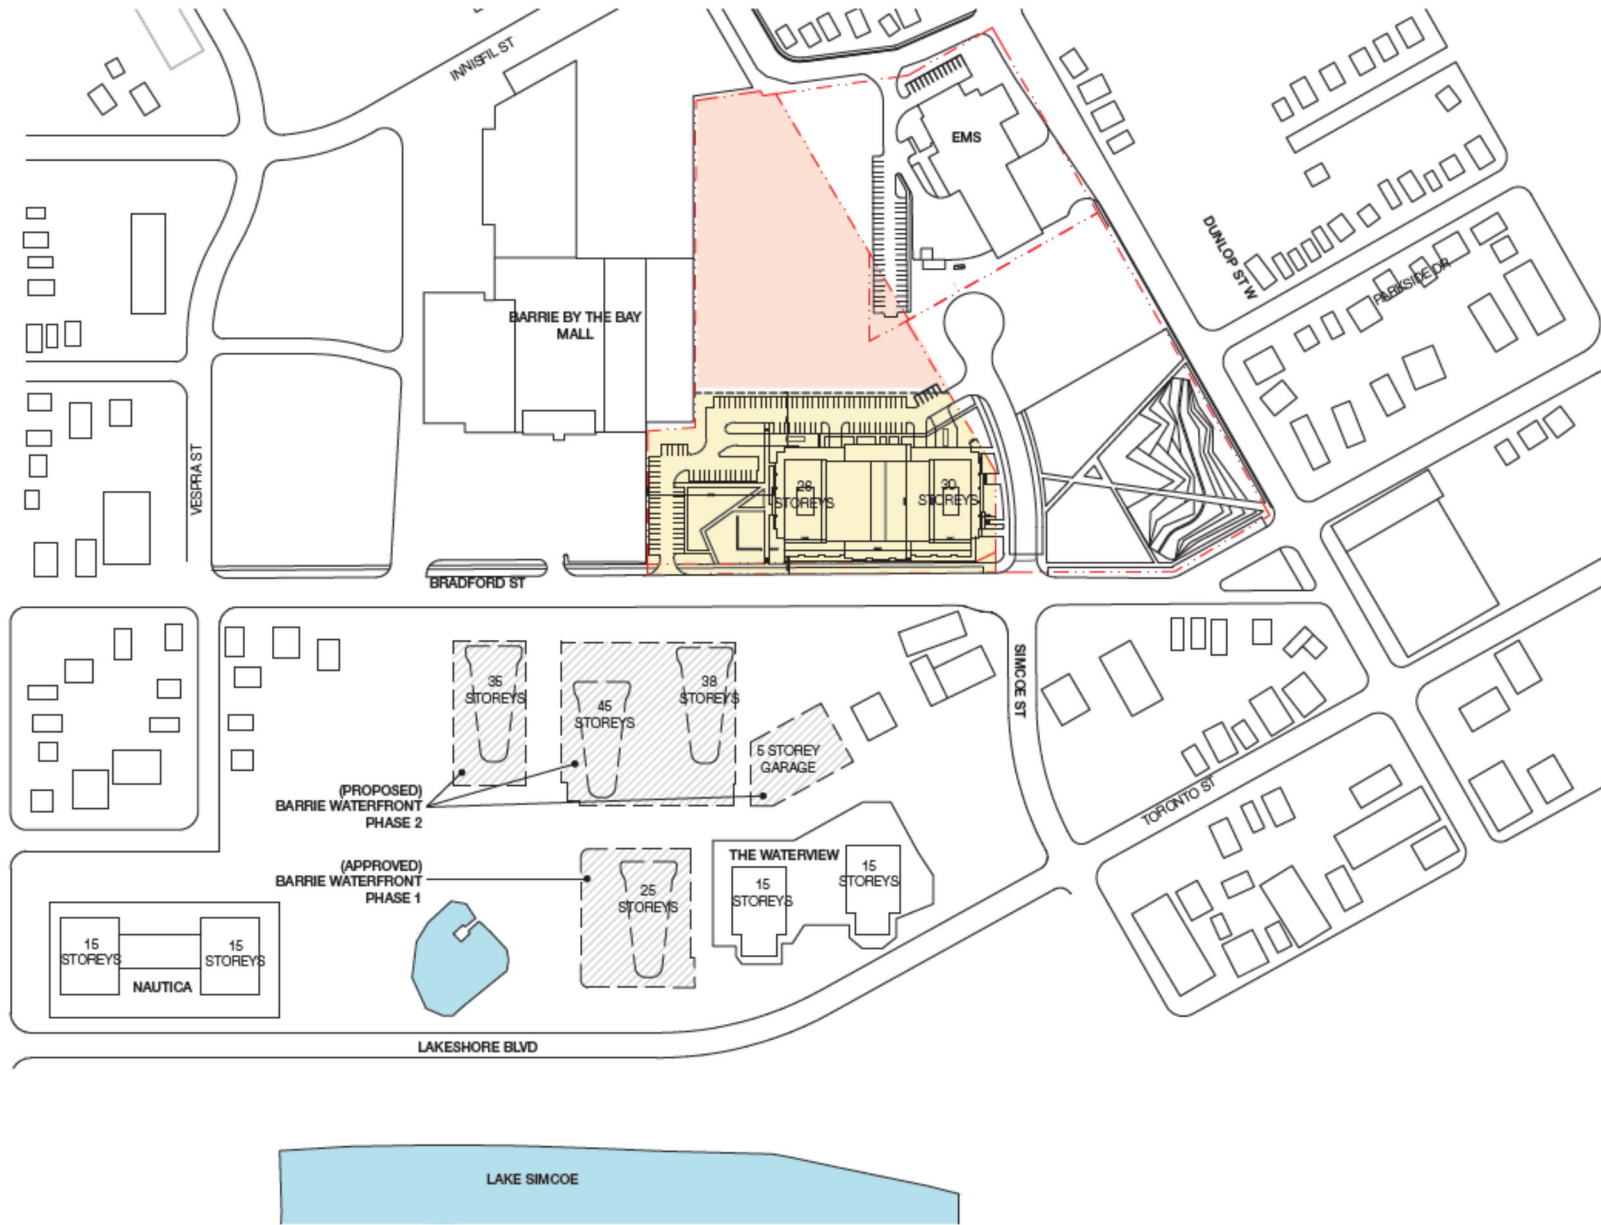 INNISFIL ST
EMS
DUNLOP ST W
PARKSIDE DR
BARRIE BY THE BAY
MALL
VESPRA ST
26
STOREYS
30
STOREYS
BRADFORD ST
SIMCOE ST
35
STOREYS
45
STOREYS
38
STOREYS
5 STOREY
GARAGE
(PROPOSED)
BARRIE WATERFRONT
PHASE 2
TORONTO ST
(APPROVED)
BARRIE WATERFRONT
PHASE 1
25
STOREYS
THE WATERVIEW
15
STOREYS
15
STOREYS
15
STOREYS
15
STOREYS
NAUTICA
LAKESHORE BLVD
LAKE SIMCOE